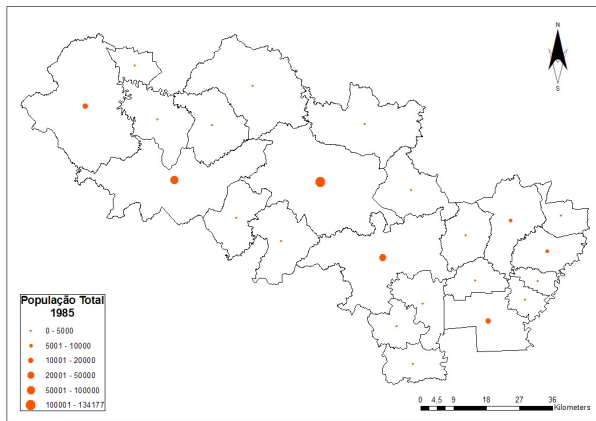 N
S
População Total
1985
0 - 5000
5001 - 10000
10001 - 20000
20001 - 50000
50001 - 100000
100001 - 134177
0 4,5 9 18 27 36
Kilometers